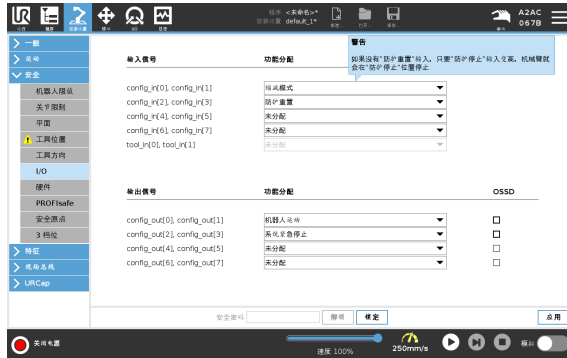 运行
程序
安装设置
移动
I/O
日志
程序 <未命名>*
安装设置 default_1*
新建...
打开...
保存...
A2AC
067B
一般
运动
安全
机器人限值
关节限制
平面
工具位置
工具方向
I/O
硬件
PROFIsafe
安全原点
3 档位
特征
现场总线
URCap
警告
如果没有"防护重置"输入，只要"防护停止"输入变高，机械臂就
会在"防护停止"位置停止
输入信号 功能分配
config_in[0], config_in[1] 缩减模式
config_in[2], config_in[3] 防护重置
config_in[4], config_in[5] 未分配
config_in[6], config_in[7] 未分配
tool_in[0], tool_in[1] 未分配
输出信号 功能分配 OSSD
config_out[0], config_out[1] 机器人运动
config_out[2], config_out[3] 系统紧急停止
config_out[4], config_out[5] 未分配
config_out[6], config_out[7] 未分配
安全密码 解锁 锁定 应用
关闭电源
速度 100%
250mm/s
模拟